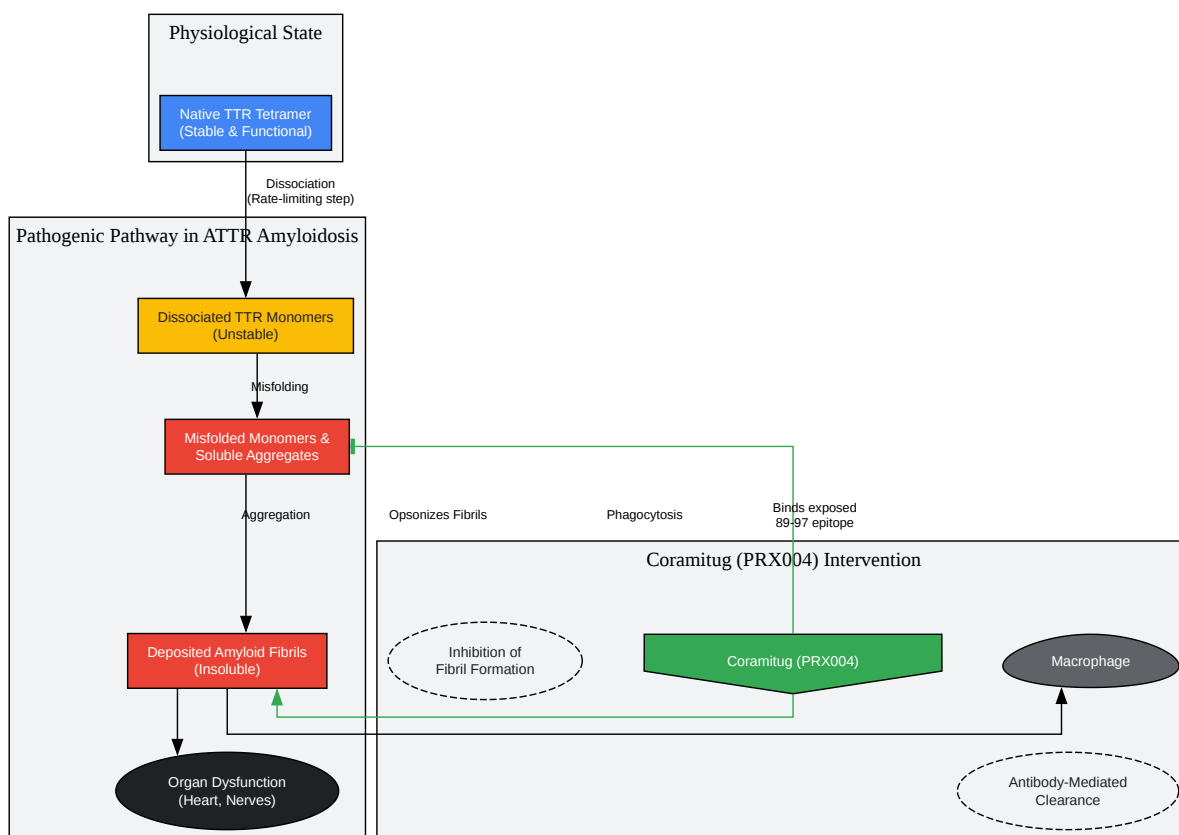 Physiological State
Native TTR Tetramer
(Stable & Functional)
Dissociation
(Rate-limiting step)
Pathogenic Pathway in ATTR Amyloidosis
Dissociated TTR Monomers
(Unstable)
Misfolding
Misfolded Monomers &
Soluble Aggregates
Aggregation
Opsonizes Fibrils
Phagocytosis
Binds exposed
89-97 epitope
Coramitug (PRX004) Intervention
Deposited Amyloid Fibrils
(Insoluble)
Inhibition of
Fibril Formation
Coramitug (PRX004)
Macrophage
Organ Dysfunction
(Heart, Nerves)
Antibody-Mediated
Clearance